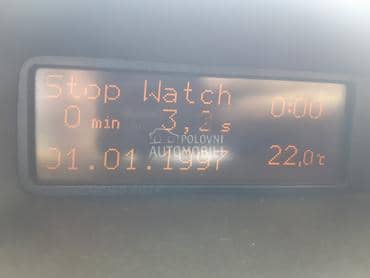 Stop Watch 0:00
0 min 3,2 s
POLOVNI
AUTOMOBILI
01.01.1997 22,0°c